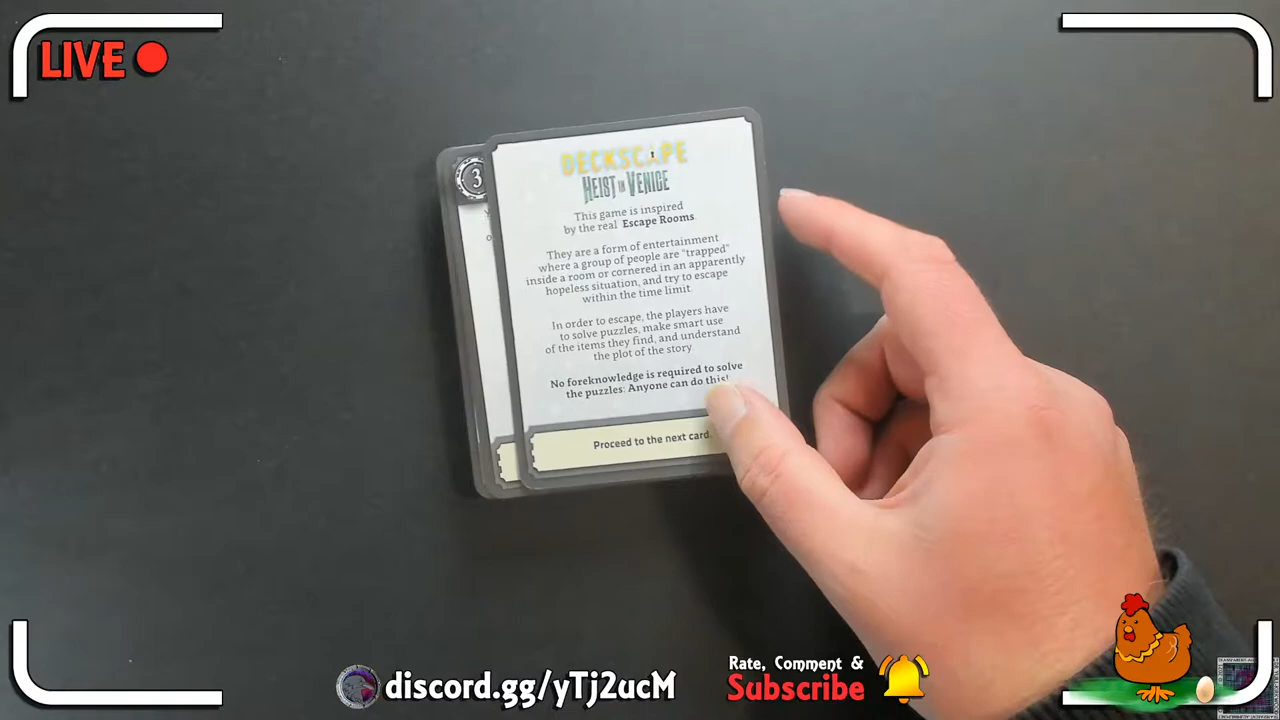 LIVE
3
DECKSCAPE
HEIST IN VENICE
This game is inspired
by the real Escape Rooms.
They are a form of entertainment
where a group of people are "trapped"
inside a room or cornered in an apparently
hopeless situation, and try to escape
within the time limit.
In order to escape, the players have
to solve puzzles, make smart use
of the items they find, and understand
the plot of the story
No foreknowledge is required to solve
the puzzles: Anyone can do this!
Proceed to the next card.
discord.gg/yTj2ucM
Rate, Comment &
Subscribe